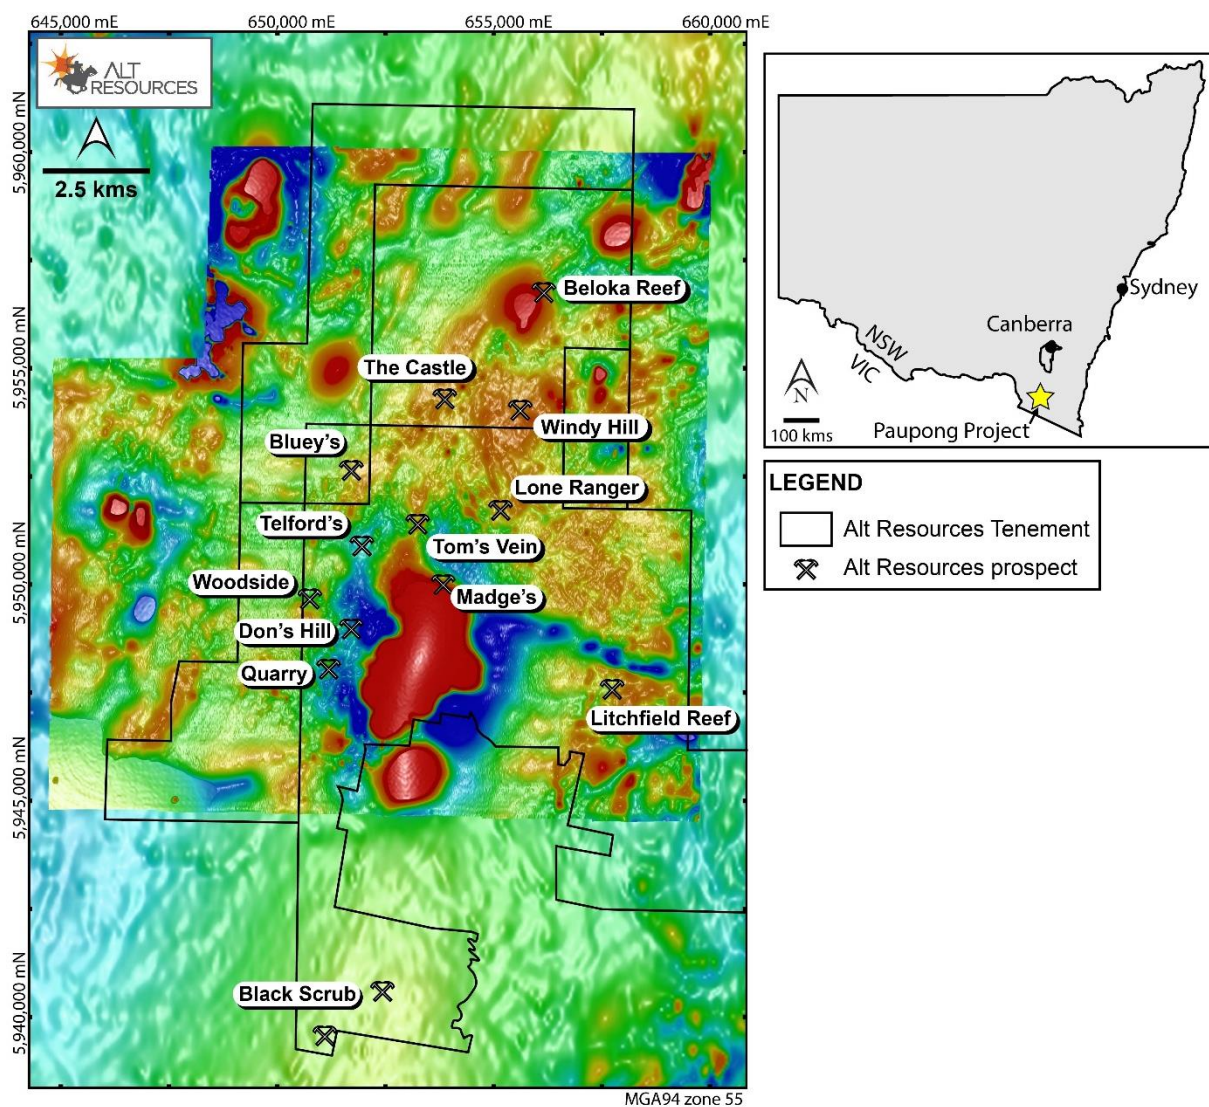 645,000 mE
650,000 mE
655,000 mE
660,000 mE
ALT
RESOURCES
2.5 kms
5,960,000 mN
5,955,000 mN
5,950,000 mN
5,945,000 mN
5,940,000 mN
Beloka Reef
The Castle
Windy Hill
Bluey's
Lone Ranger
Telford's
Tom's Vein
Woodside
Madge's
Don's Hill
Quarry
Litchfield Reef
Black Scrub
MGA94 zone 55
Sydney
Canberra
NSW
VIC
N
100 kms
Paupong Project
LEGEND
Alt Resources Tenement
Alt Resources prospect